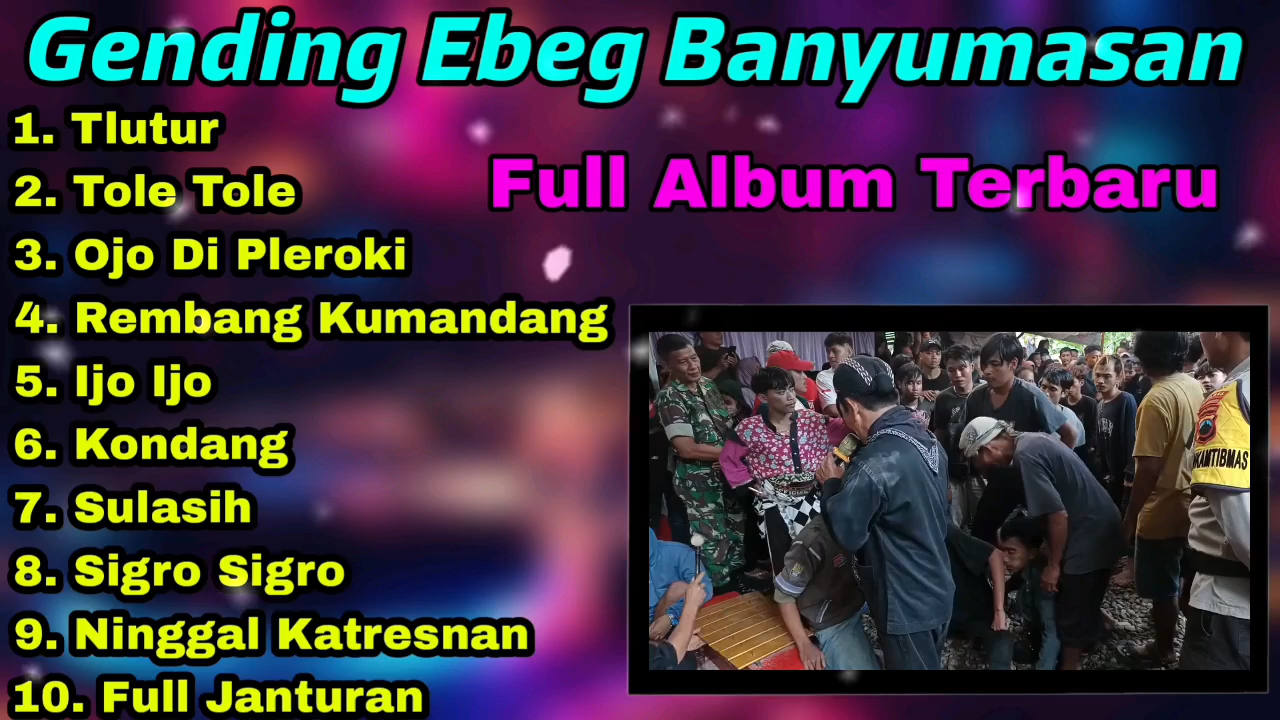 Gending Ebeg Banyumasan
Full Album Terbaru
1. Tlutur
2. Tole Tole
3. Ojo Di Pleroki
4. Rembang Kumandang
5. Ijo Ijo
6. Kondang
7. Sulasih
8. Sigro Sigro
9. Ninggal Katresnan
10. Full Janturan
KAMTIBMAS